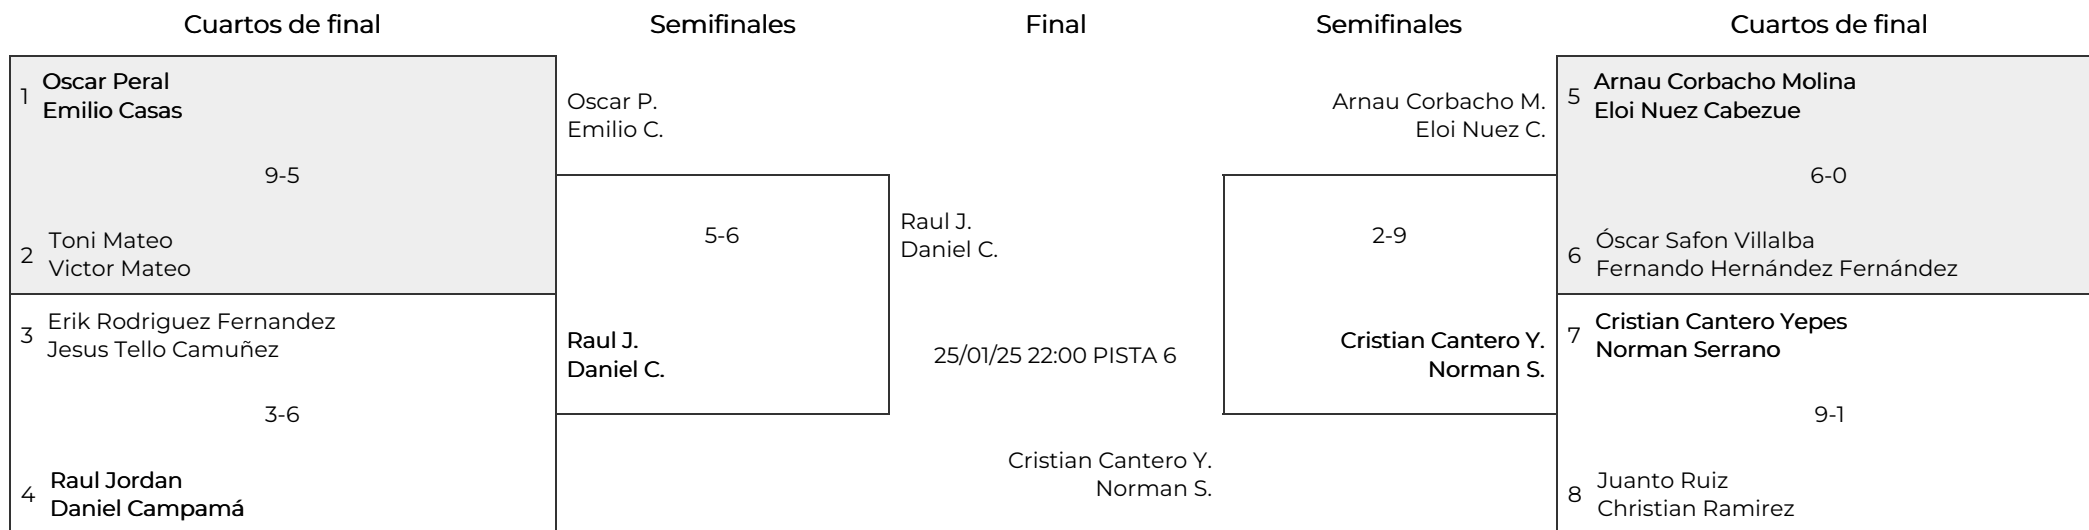 Cuartos de final
Semifinales
Final
Semifinales
Cuartos de final
1
Oscar Peral
Emilio Casas
9-5
2
Toni Mateo
Victor Mateo
3
Erik Rodriguez Fernandez
Jesus Tello Camuñez
3-6
4
Raul Jordan
Daniel Campamá
Oscar P.
Emilio C.
5-6
Raul J.
Daniel C.
Raul J.
Daniel C.
25/01/25 22:00 PISTA 6
Cristian Cantero Y.
Norman S.
Arnau Corbacho M.
Eloi Nuez C.
2-9
Cristian Cantero Y.
Norman S.
5
Arnau Corbacho Molina
Eloi Nuez Cabezue
6-0
6
Óscar Safon Villalba
Fernando Hernández Fernández
7
Cristian Cantero Yepes
Norman Serrano
9-1
8
Juanto Ruiz
Christian Ramirez